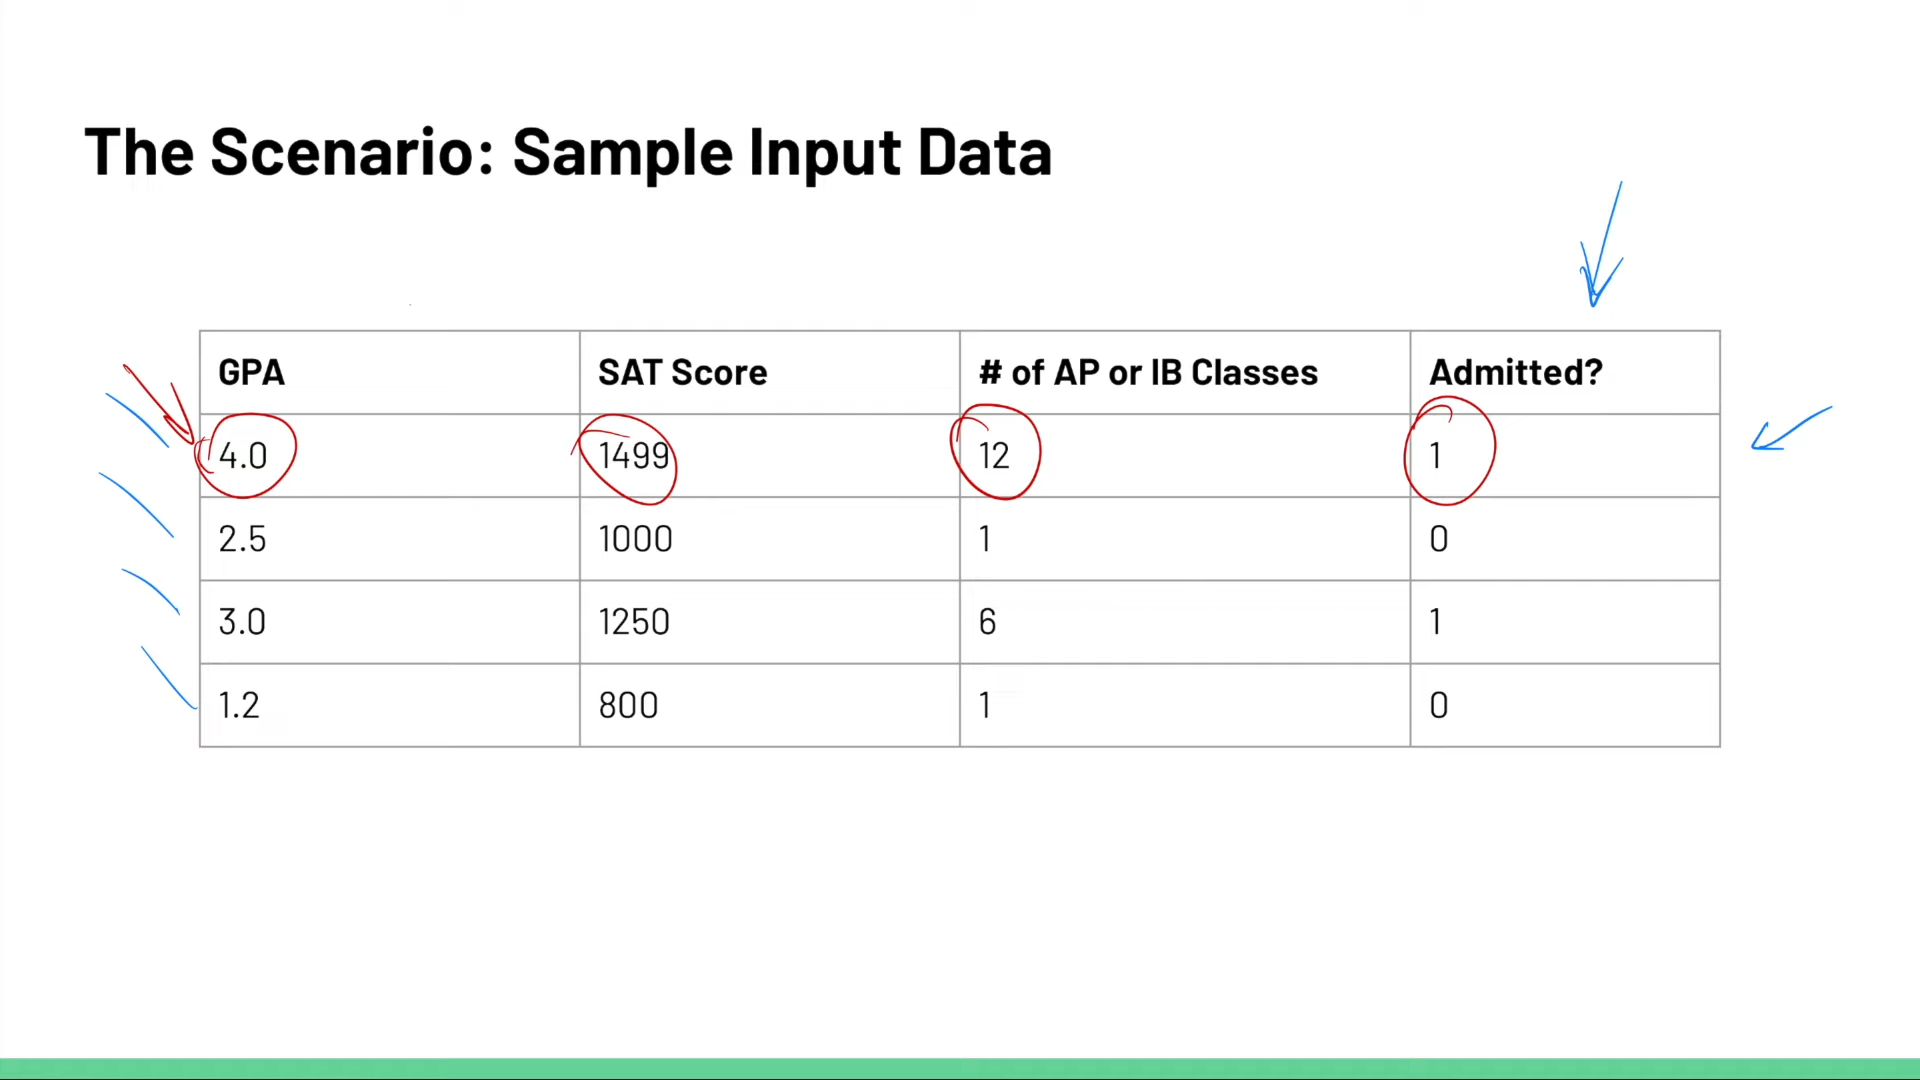 The Scenario: Sample Input Data
GPA SAT Score # of AP or IB Classes Admitted?
4.0 1499 12 1
2.5 1000 1 0
3.0 1250 6 1
1.2 800 1 0